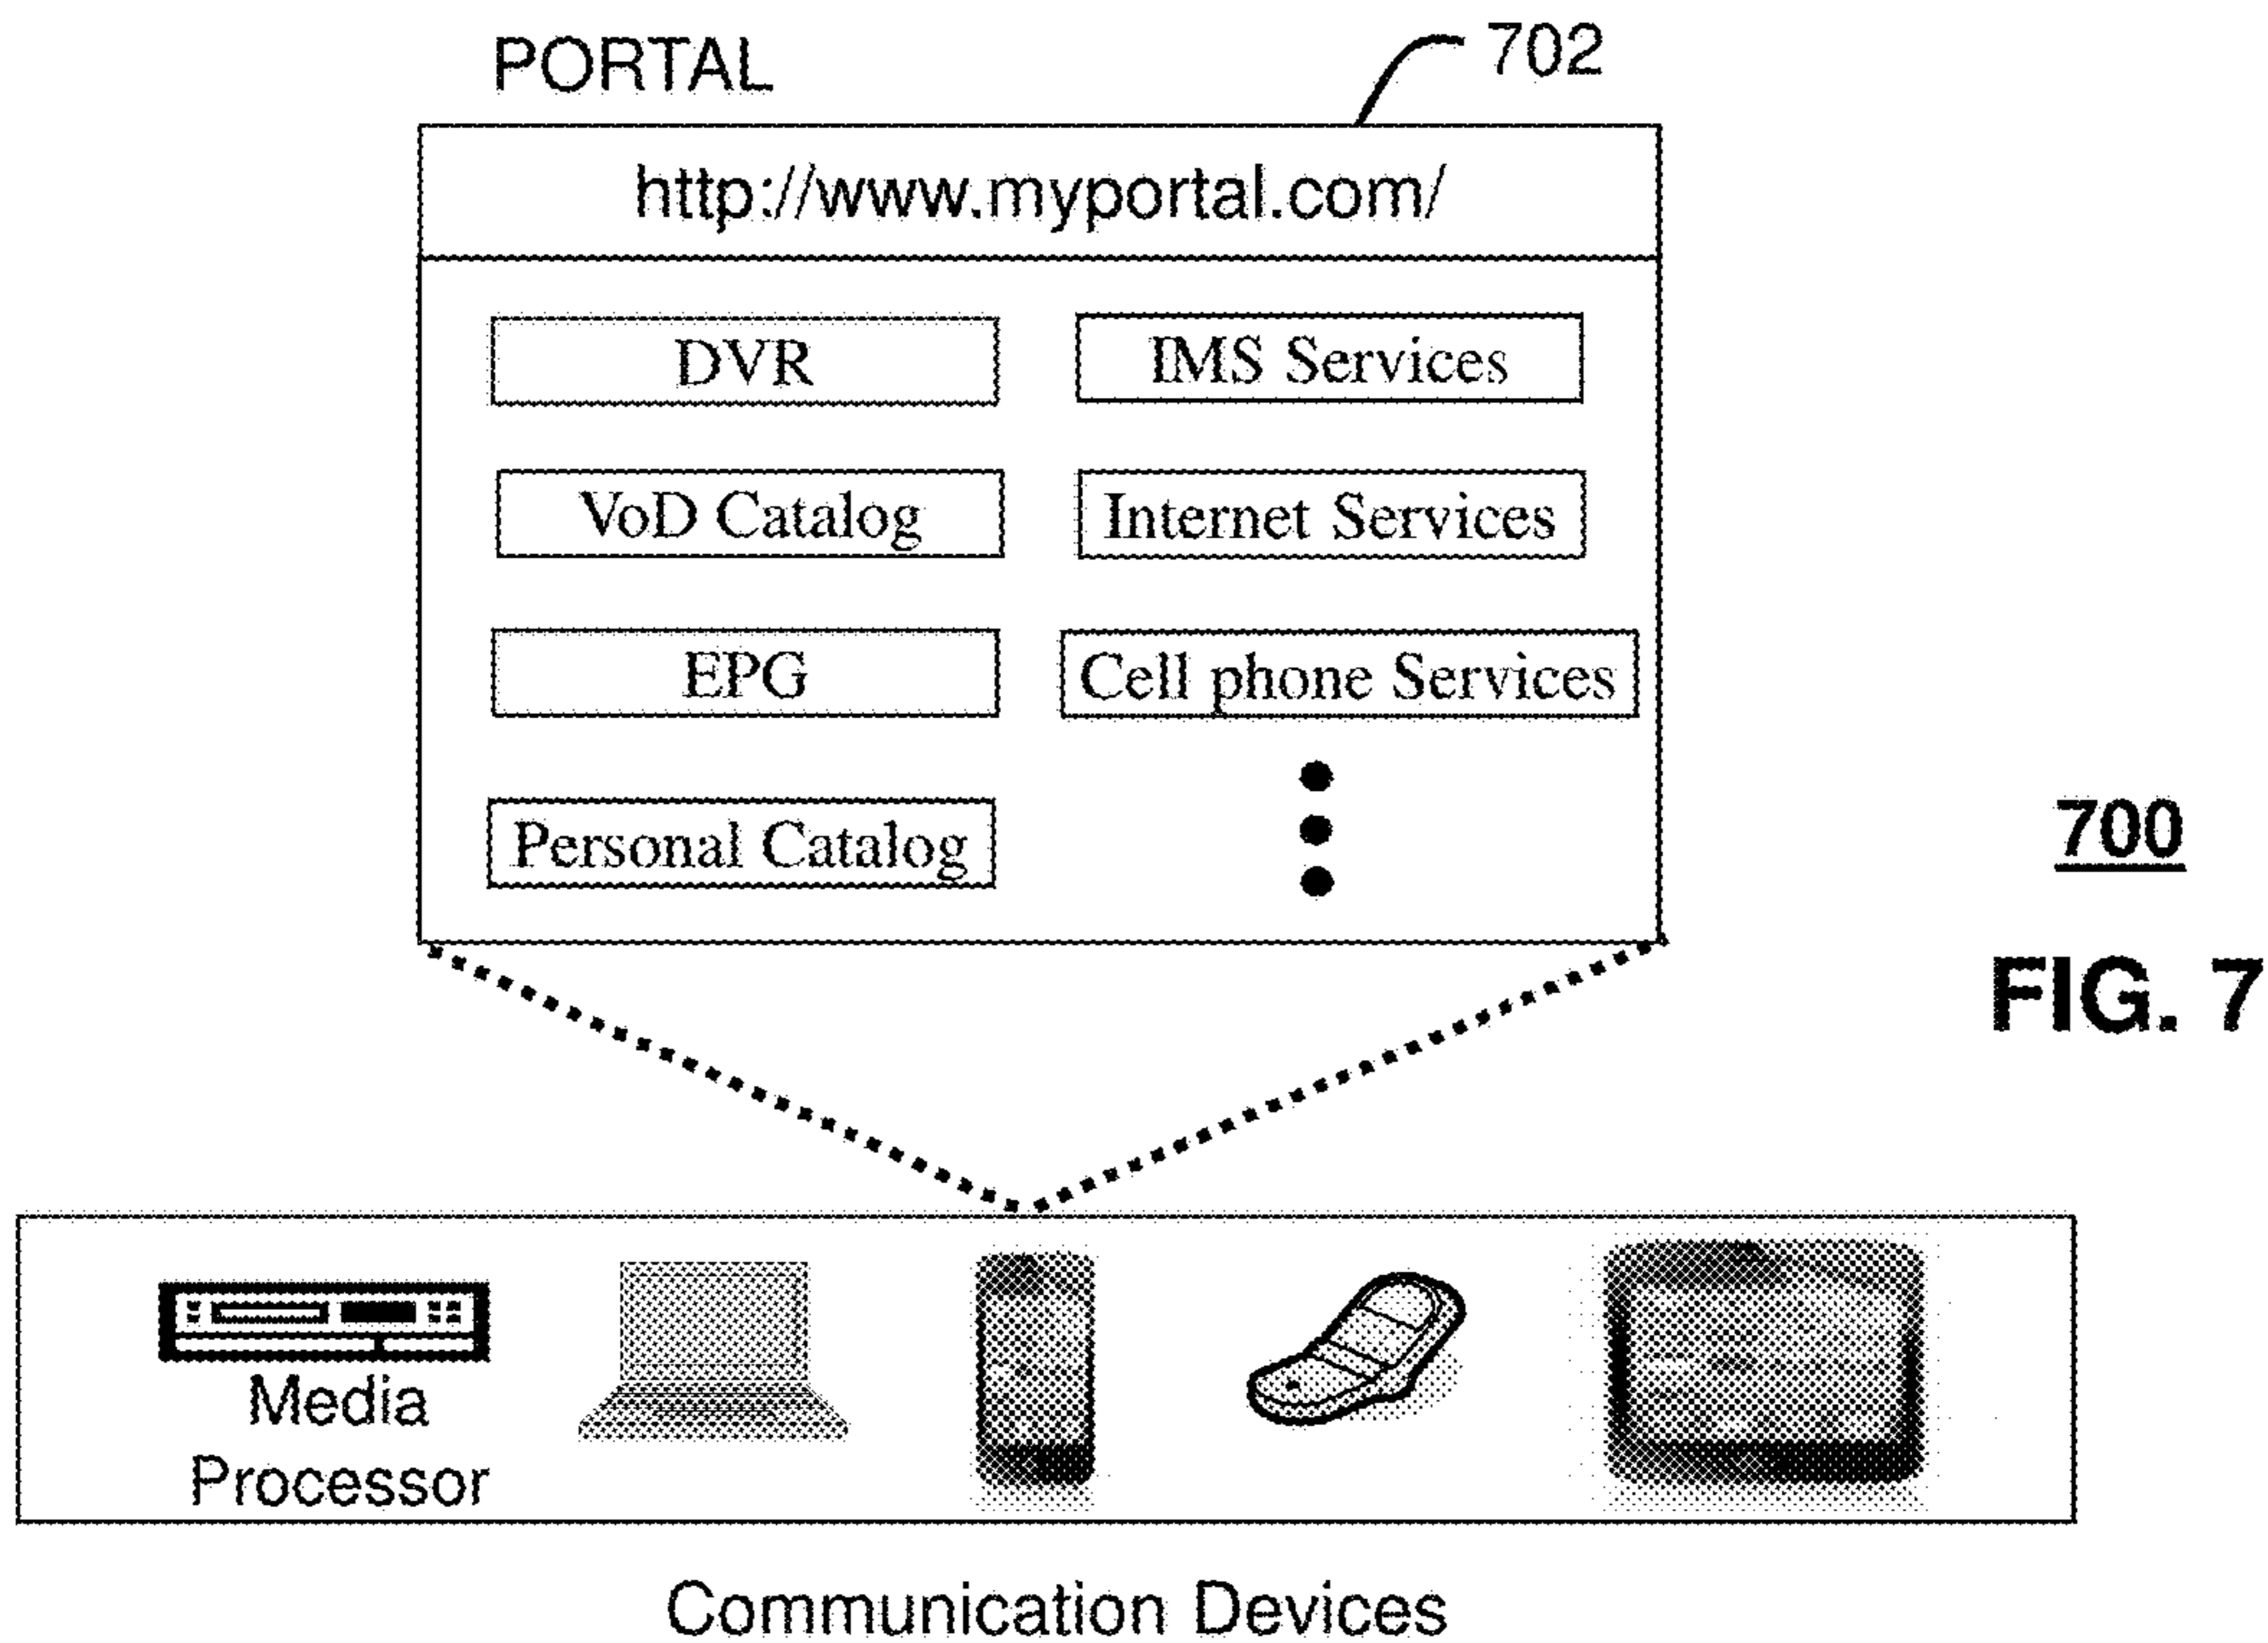 PORTAL
702
http://www.myportal.com/
DVR
IMS Services
VoD Catalog
Internet Services
EPG
Cell phone Services
Personal Catalog
700
FIG. 7
Media
Processor
Communication Devices